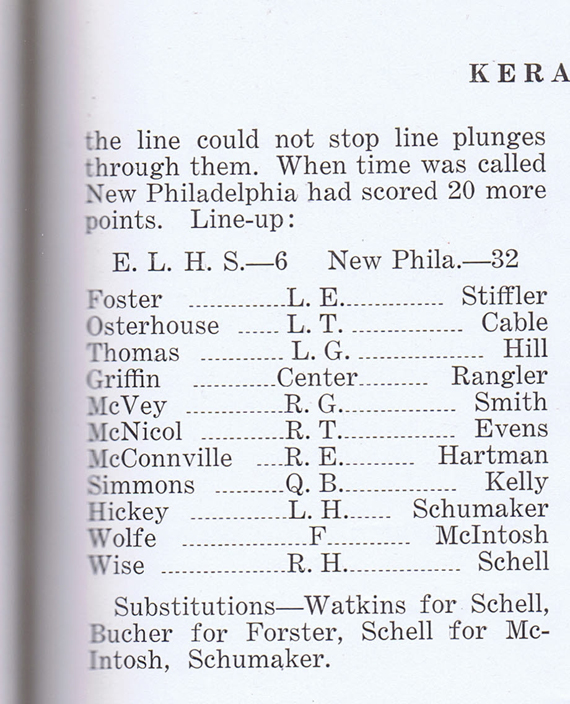 KERA
the line could not stop line plunges
through them. When time was called
New Philadelphia had scored 20 more
points. Line-up:
E. L. H. S.—6 New Phila.—32
Foster ............ L. E. ............ Stiffler
Osterhouse ...... L. T. ............ Cable
Thomas ............ L. G. ............ Hill
Griffin ............ Center ............ Rangler
McVey ............ R. G. ............ Smith
McNicol ............ R. T. ............ Evens
McConnville .... R. E. ............ Hartman
Simmons ............ Q. B. ............ Kelly
Hickey ............ L. H. ...... Schumaker
Wolfe ............ F ............ McIntosh
Wise ............ R. H. ............ Schell
Substitutions—Watkins for Schell,
Bucher for Forster, Schell for Mc-
Intosh, Schumaker.